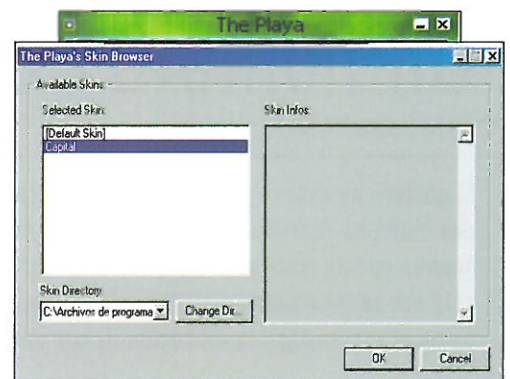 The Playa
The Playa's Skin Browser
Available Skins:
Selected Skin:
Skin Infos:
[Default Skin]
Capital
Skin Directory:
C:\Archivos de programa
Change Dir...
OK
Cancel